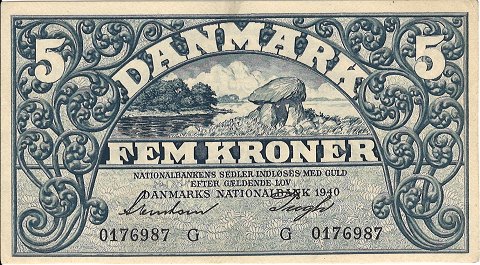 DANMARK
5 5
FEM KRONER
NATIONALBANKENS SEDLER INDLØSES MED GULD
EFTER GÆLDENDE LOV
DANMARKS NATIONALBANK 1940
0176987 G G 0176987